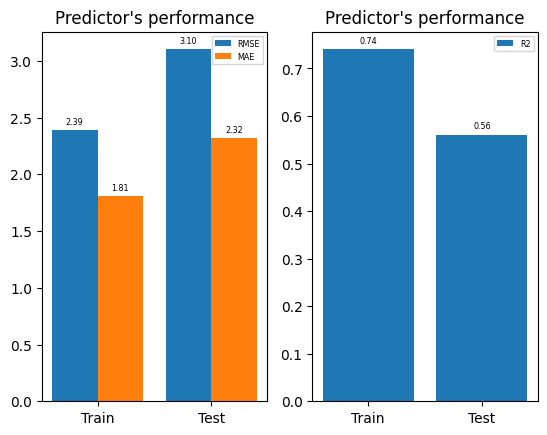 Predictor's performance
3.0
2.5
2.0
1.5
1.0
0.5
0.0
2.39
1.81
3.10
2.32
RMSE
MAE
Train
Test
Predictor's performance
0.7
0.6
0.5
0.4
0.3
0.2
0.1
0.0
0.74
0.56
R2
Train
Test